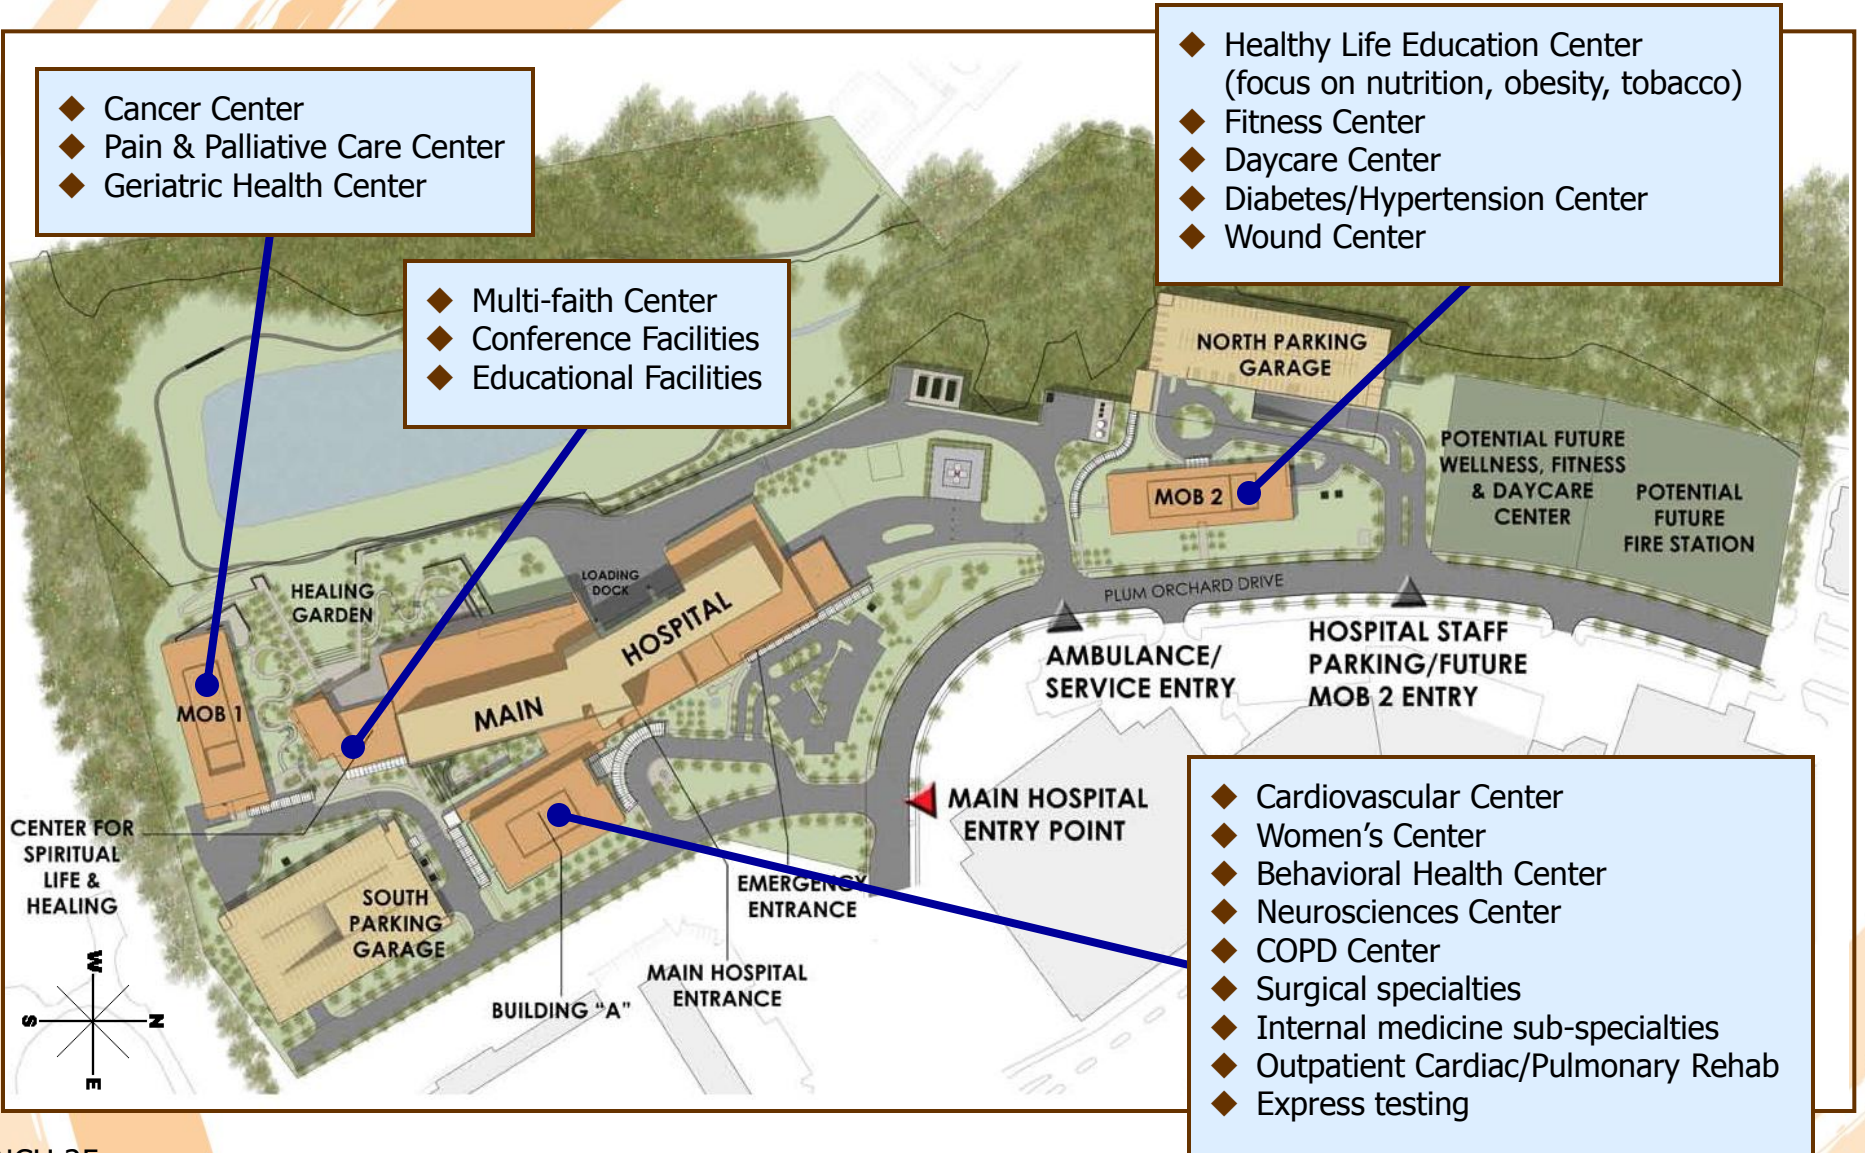 Cancer Center
Pain & Palliative Care Center
Geriatric Health Center
Healthy Life Education Center
(focus on nutrition, obesity, tobacco)
Fitness Center
Daycare Center
Diabetes/Hypertension Center
Wound Center
Multi-faith Center
Conference Facilities
Educational Facilities
NORTH PARKING
GARAGE
POTENTIAL FUTURE
WELLNESS, FITNESS
& DAYCARE
CENTER
POTENTIAL
FUTURE
FIRE STATION
MOB 2
H
LOADING
DOCK
HEALING
GARDEN
PLUM ORCHARD DRIVE
HOSPITAL
MAIN
MOB 1
AMBULANCE/
SERVICE ENTRY
HOSPITAL STAFF
PARKING/FUTURE
MOB 2 ENTRY
MAIN HOSPITAL
ENTRY POINT
CENTER FOR
SPIRITUAL
LIFE &
HEALING
SOUTH
PARKING
GARAGE
EMERGENCY
ENTRANCE
MAIN HOSPITAL
ENTRANCE
BUILDING “A”
W
S
N
E
Cardiovascular Center
Women’s Center
Behavioral Health Center
Neurosciences Center
COPD Center
Surgical specialties
Internal medicine sub-specialties
Outpatient Cardiac/Pulmonary Rehab
Express testing